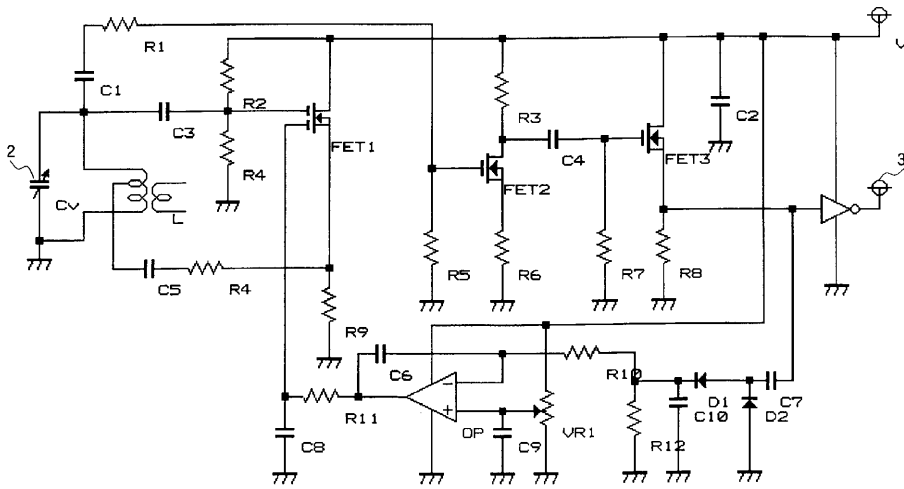 R1
V
C1
R2
R3
C2
2
C3
FET1
C4
FET3
3
R4
FET2
Cv
L
C5
R4
R5
R6
R7
R8
R9
C6
R10
D1
C7
R11
C10
D2
OP
C9
VR1
R12
C8
−
+